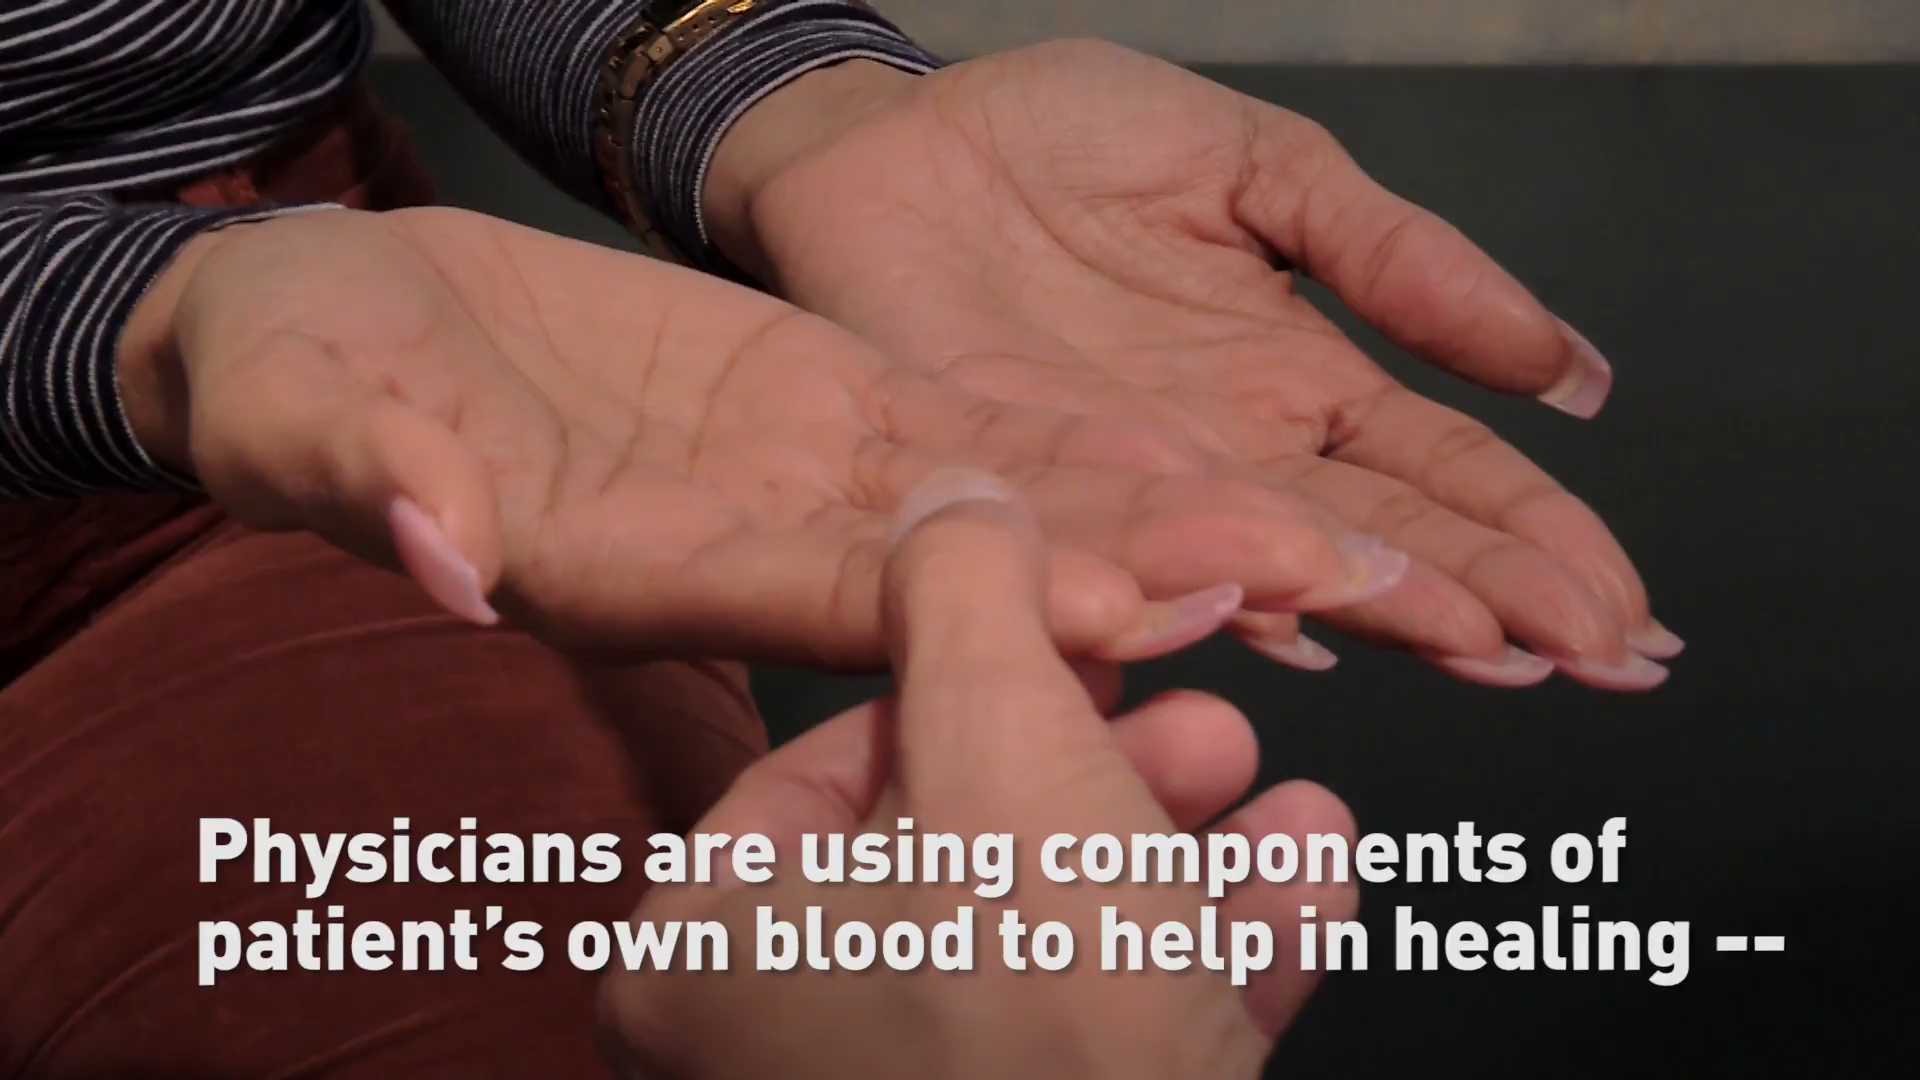 Physicians are using components of
patient’s own blood to help in healing --